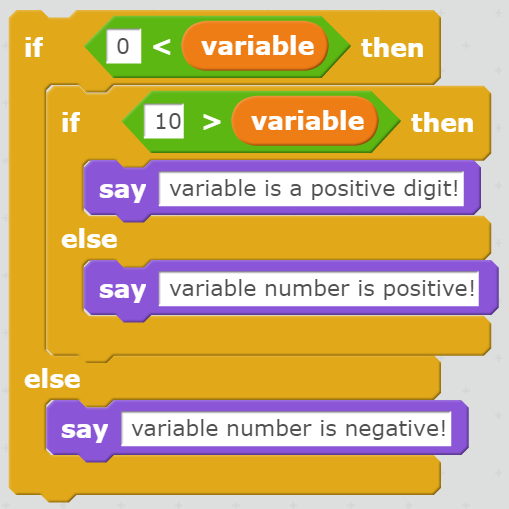 if 0 < variable then
if 10 > variable then
say variable is a positive digit!
else
say variable number is positive!
else
say variable number is negative!